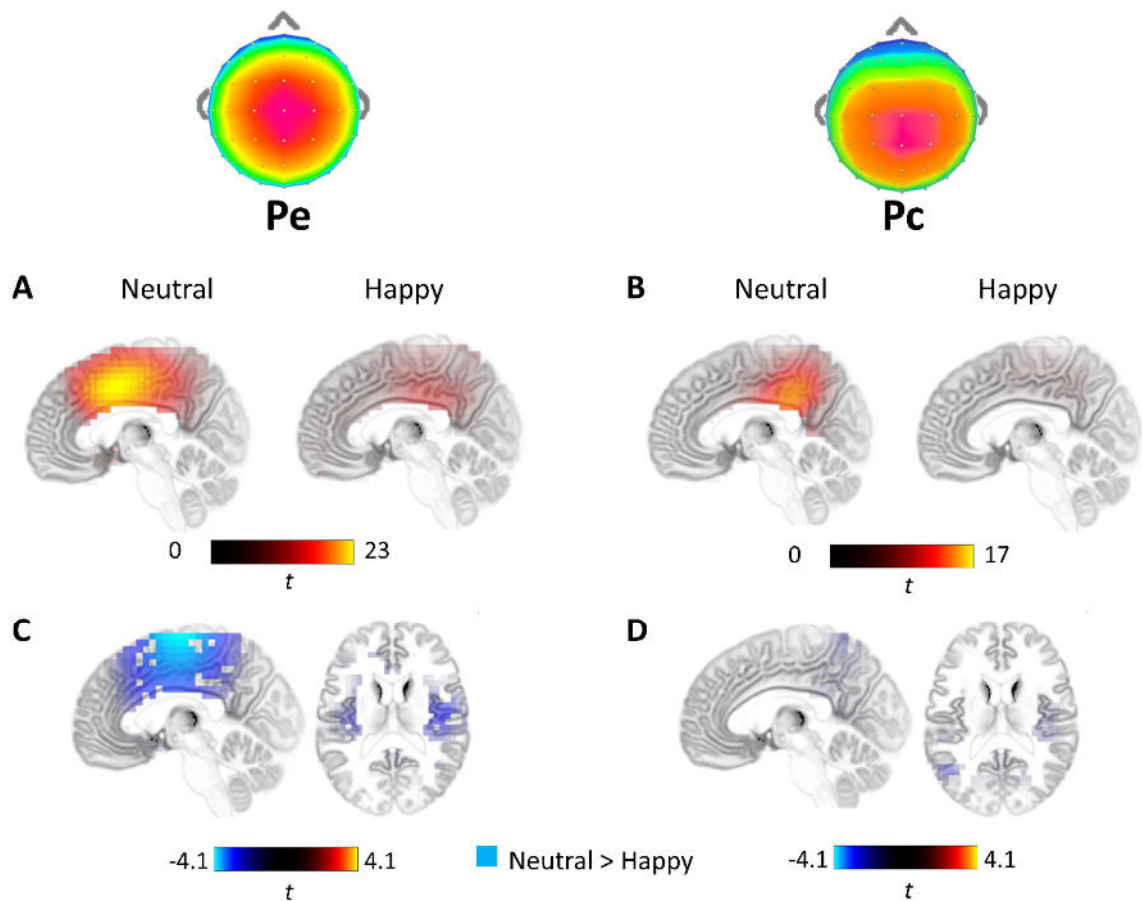 Pe
Pc
A Neutral Happy
B Neutral Happy
0 23
t
0 17
t
C
D
-4.1 4.1
t
Neutral > Happy
-4.1 4.1
t